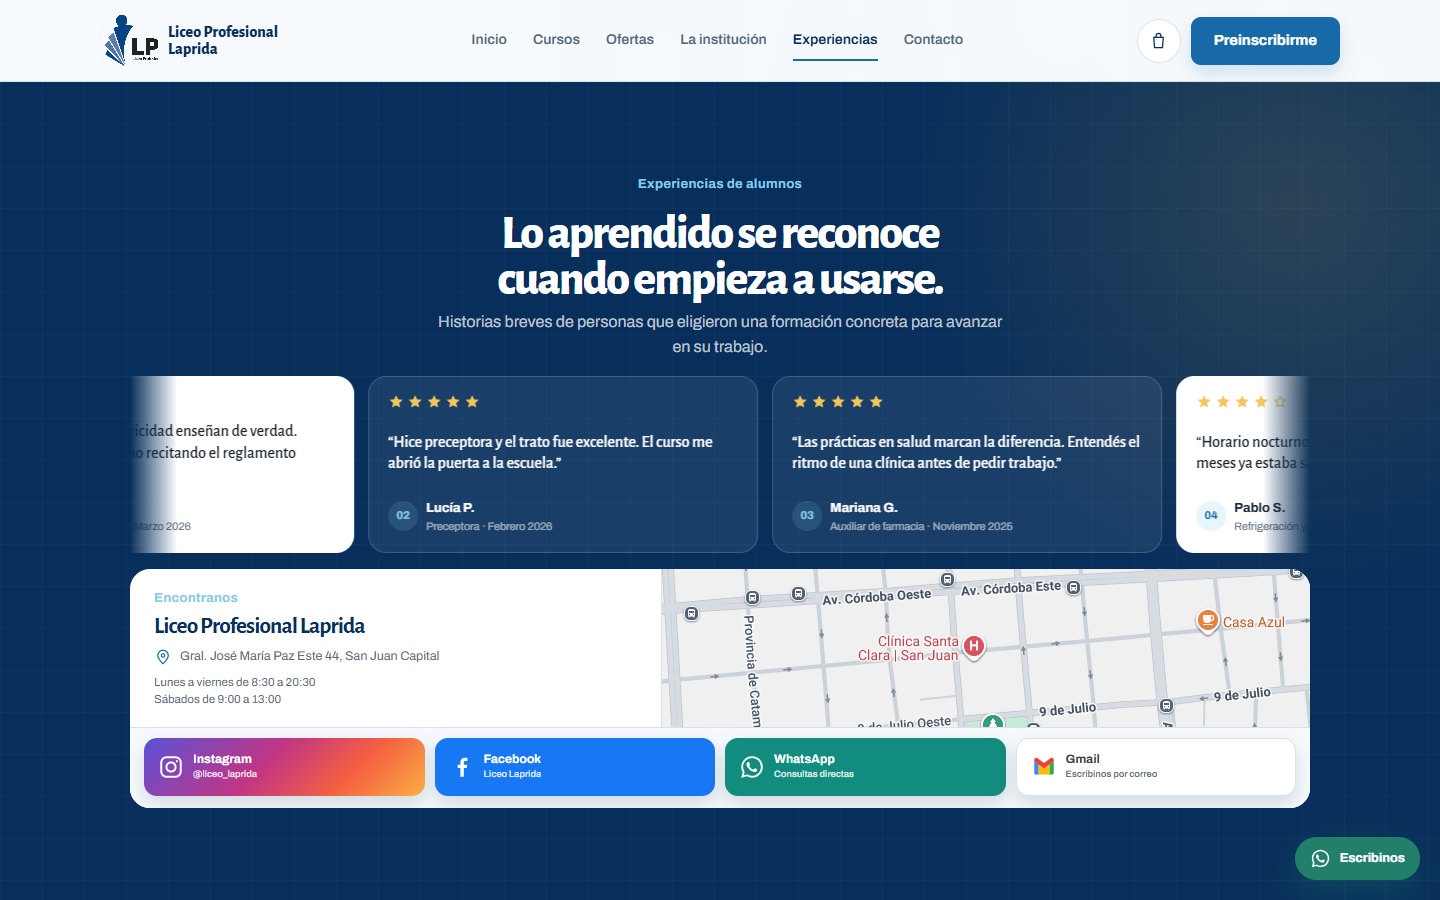 LP
Liceo Profesional
Laprida
Inicio
Cursos
Ofertas
La institución
Experiencias
Contacto
Preinscribirme
Experiencias de alumnos
Lo aprendido se reconoce
cuando empieza a usarse.
Historias breves de personas que eligieron una formación concreta para avanzar
en su trabajo.
enseñan de verdad.
recitando el reglamento
Marzo 2026
“Hice preceptora y el trato fue excelente. El curso me
abrió la puerta a la escuela.”
02
Lucía P.
Preceptora · Febrero 2026
“Las prácticas en salud marcan la diferencia. Entendés el
ritmo de una clínica antes de pedir trabajo.”
03
Mariana G.
Auxiliar de farmacia · Noviembre 2025
“Horario nocturno
meses ya estaba
04
Pablo S.
Refrigeración
Encontranos
Liceo Profesional Laprida
Gral. José María Paz Este 44, San Juan Capital
Lunes a viernes de 8:30 a 20:30
Sábados de 9:00 a 13:00
Av. Córdoba Oeste
Av. Córdoba Este
Provincia de Catam
Clínica Santa
Clara | San Juan
H
Casa Azul
9 de Julio Oeste
9 de Julio
9 de Julio
Instagram
@liceo_laprida
Facebook
Liceo Laprida
WhatsApp
Consultas directas
Gmail
Escribinos por correo
Escribinos